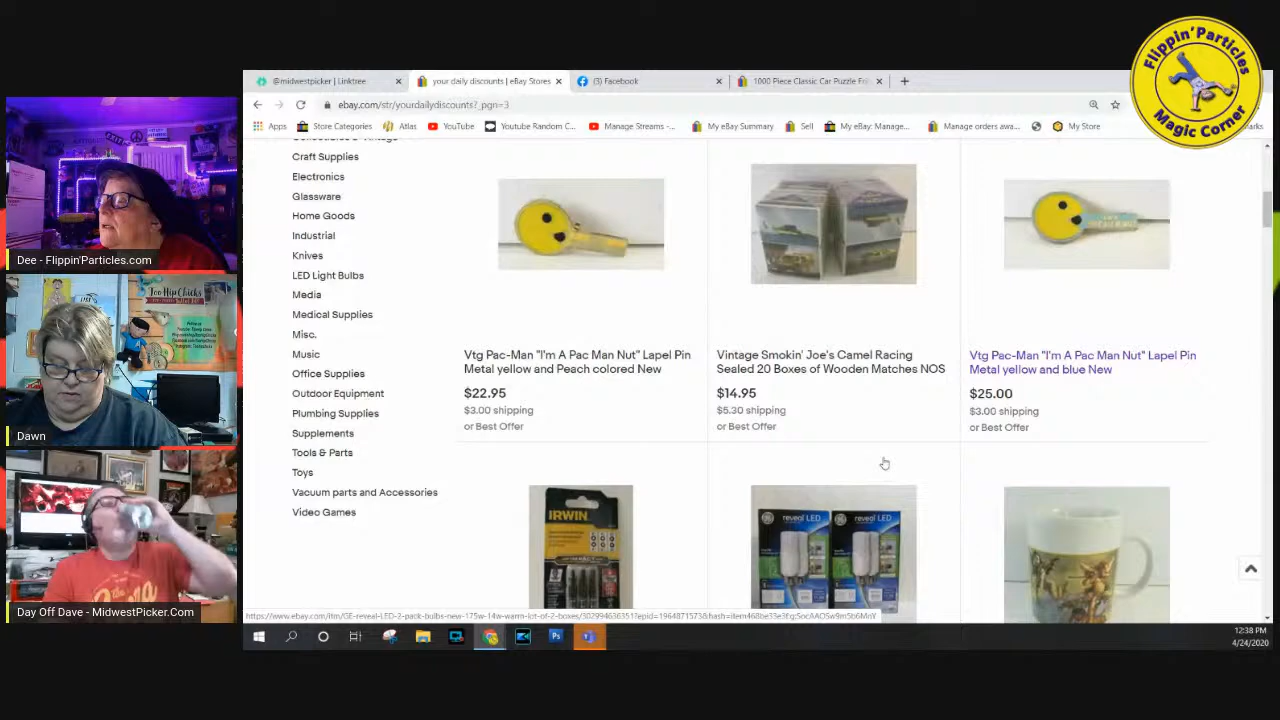 Flippin'Particles
Magic Corner
@midwestpicker | Linktree
your daily discounts | eBay Stores
(3) Facebook
1000 Piece Classic Car Puzzle Fr
ebay.com/str/yourdailydiscounts?_pgn=3
Apps
Store Categories
Atlas
YouTube
Youtube Random C...
Manage Streams -...
My eBay Summary
Sell
My eBay: Manage...
Manage orders awa...
My Store
Craft Supplies
Electronics
Glassware
Home Goods
Industrial
Knives
LED Light Bulbs
Media
Medical Supplies
Misc.
Music
Office Supplies
Outdoor Equipment
Plumbing Supplies
Supplements
Tools & Parts
Toys
Vacuum parts and Accessories
Video Games
Vtg Pac-Man "I'm A Pac Man Nut" Lapel Pin
Metal yellow and Peach colored New
$22.95
$3.00 shipping
or Best Offer
Vintage Smokin' Joe's Camel Racing
Sealed 20 Boxes of Wooden Matches NOS
$14.95
$5.30 shipping
or Best Offer
Vtg Pac-Man "I'm A Pac Man Nut" Lapel Pin
Metal yellow and blue New
$25.00
$3.00 shipping
or Best Offer
IRWIN
reveal LED
reveal LED
Too Hip Chicks
Dee - Flippin'Particles.com
Dawn
Day Off Dave - MidwestPicker.Com
12:38 PM
4/24/2020